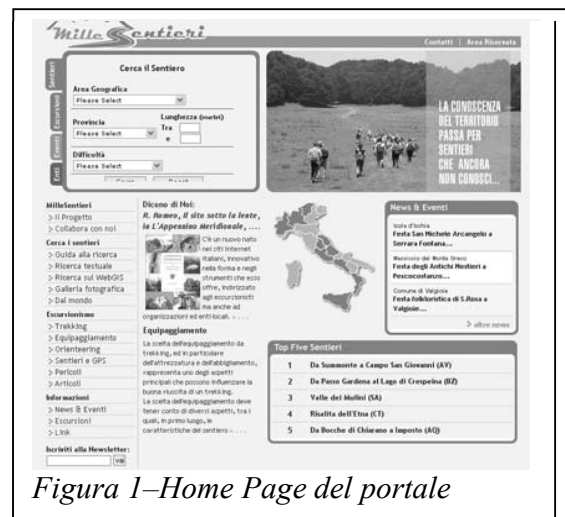 Mille Sentieri
Contatti | Area Riservata
Sentieri
Escursioni
Eventi
Enti
Cerca il Sentiero
Area Geografica
Please Select
Provincia
Lunghezza (metri)
Please Select
Tra
e
Difficoltà
Please Select
Cerca Reset
LA CONOSCENZA
DEL TERRITORIO
PASSA PER
SENTIERI
CHE ANCORA
NON CONOSCI...
MilleSentieri
> Il Progetto
> Collabora con noi
Cerca i sentieri
> Guida alla ricerca
> Ricerca testuale
> Ricerca sul WebGIS
> Galleria fotografica
> Dal mondo
Escursionismo
> Trekking
> Equipaggiamento
> Orienteering
> Sentieri e GPS
> Pericoli
> Articoli
Informazioni
> News & Eventi
> Escursioni
> Link
Iscriviti alla Newsletter:
vai
Dicono di Noi:
R. Romeo, Il sito sotto la lente,
in L'Appennino Meridionale, ....
C'è un nuovo nato
nei siti Internet
italiani, innovativo
nella forma e negli
strumenti che esso
offre, indirizzato
agli escursionisti
ma anche ad
organizzazioni ed enti locali. » . . .
Equipaggiamento
La scelta dell'equipaggiamento da
trekking, ed in particolare
dell'attrezzatura e dell'abbigliamento,
rappresenta uno degli aspetti
principali che possono influenzare la
buona riuscita di un trekking.
La scelta dell'equipaggiamento deve
tener conto di diversi aspetti, tra i
quali, in primo luogo, le
caratteristiche del sentiero » . . .
News & Eventi
Isola d'Ischia
Festa San Michele Arcangelo a
Serrara Fontana...
Festa degli Antichi Mestieri a
Pescocostanzo...
Comune di Valgioie
Festa folkloristica di S.Rosa a
Valgioie...
> altre news
Top Five Sentieri
1 Da Summonte a Campo San Giovanni (AV)
2 Da Passo Gardena al Lago di Crespeina (BZ)
3 Valle dei Mulini (SA)
4 Risalita dell'Etna (CT)
5 Da Bocche di Chiarano a Imposto (AQ)
Figura 1–Home Page del portale